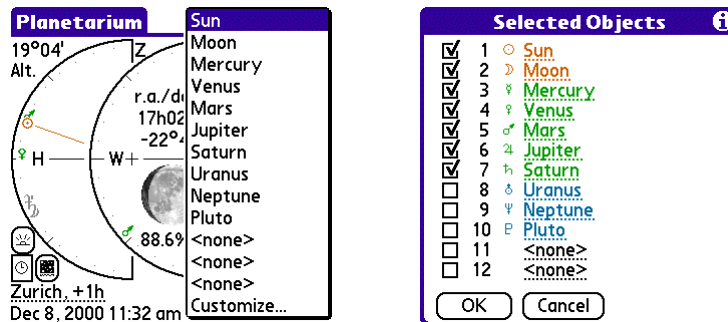 Planetarium
19°04'
Alt.
Z
r.a./d
17h02
-22°
H
W+
88.6%
Zurich, +1h
Dec 8, 2000 11:32 am
Sun
Moon
Mercury
Venus
Mars
Jupiter
Saturn
Uranus
Neptune
Pluto
<none>
<none>
<none>
Customize...
Selected Objects
1 ☉ Sun
2 ☽ Moon
3 ☿ Mercury
4 ♀ Venus
5 ♂ Mars
6 ♃ Jupiter
7 ♄ Saturn
8 ♅ Uranus
9 ♆ Neptune
10 ♇ Pluto
11 <none>
12 <none>
OK
Cancel